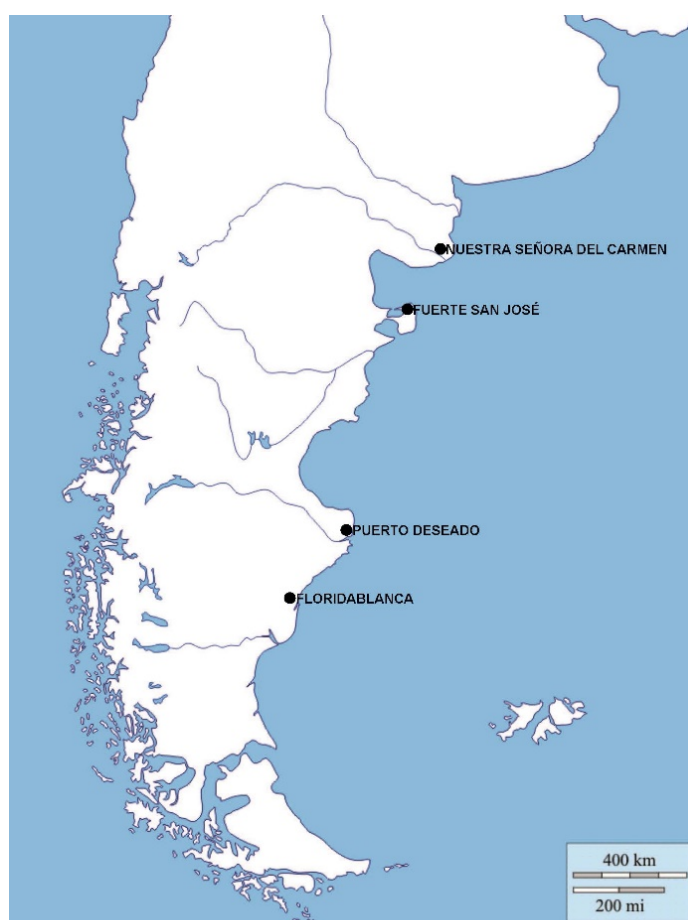 NUESTRA SEÑORA DEL CARMEN
FUERTE SAN JOSÉ
PUERTO DESEADO
FLORIDABLANCA
400 km
200 mi